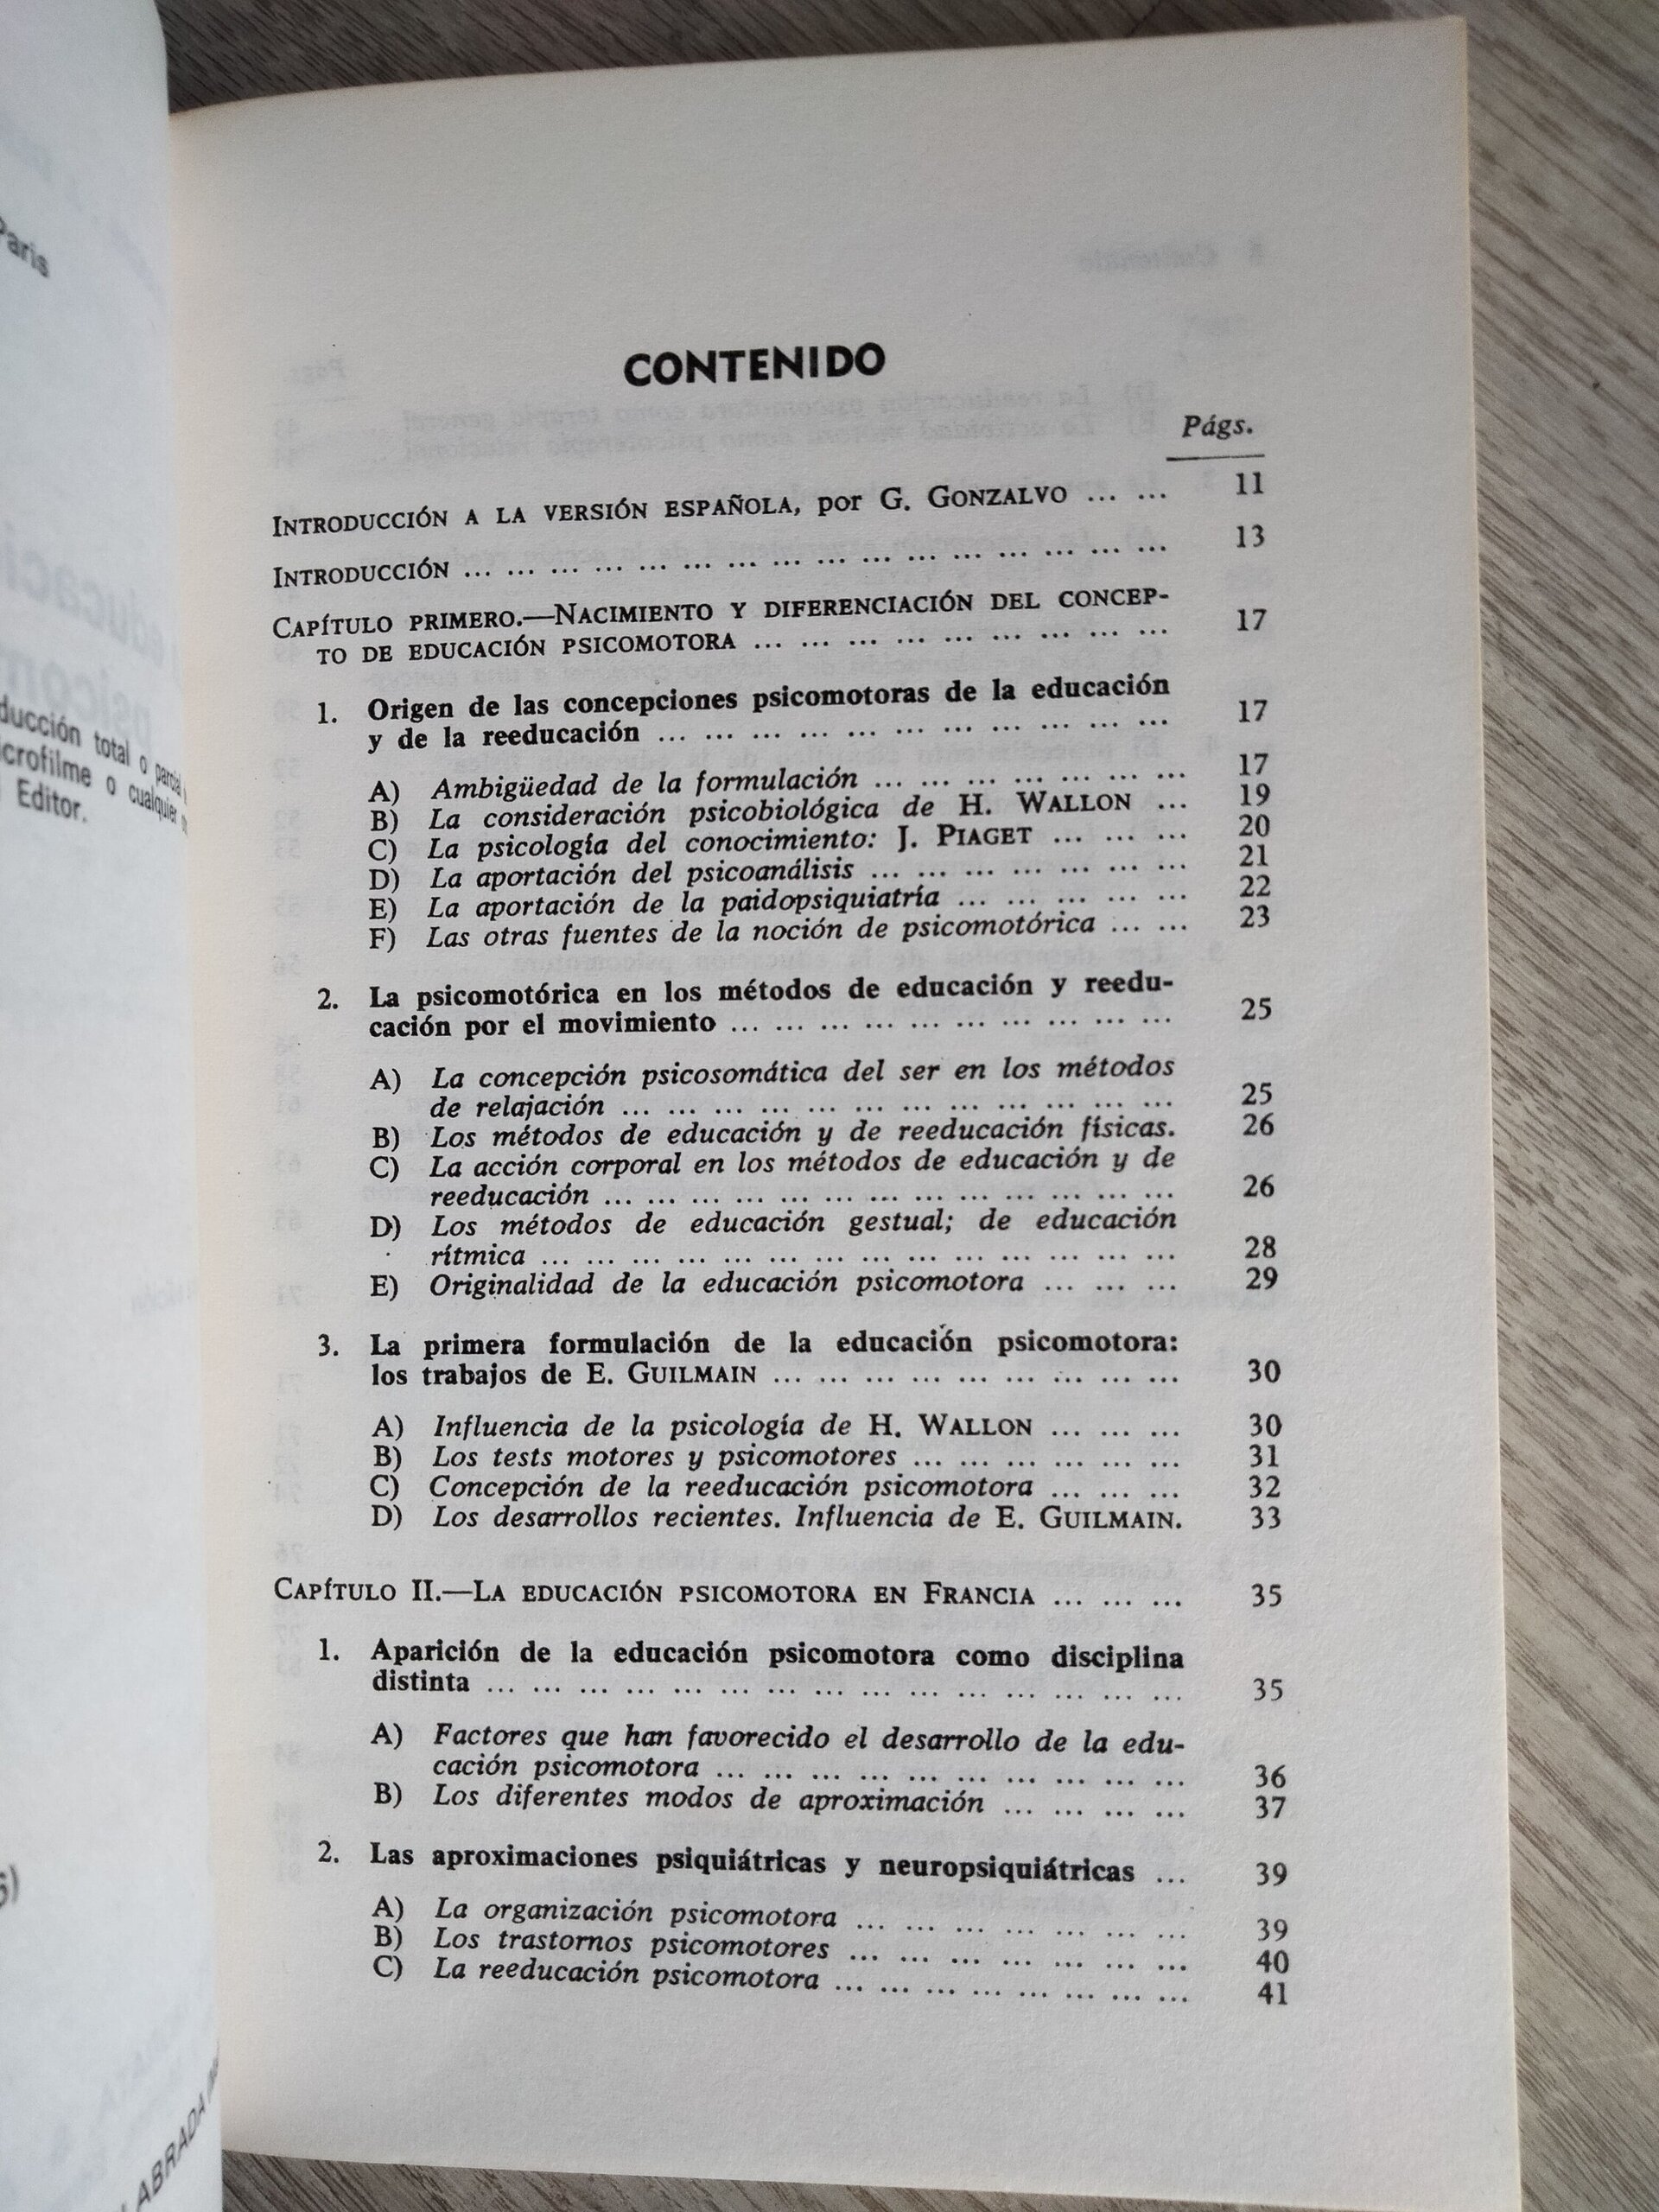 Paris
ducción total o parcial
crofilme o cualquier
Editor.
CONTENIDO
Págs.
INTRODUCCIÓN A LA VERSIÓN ESPAÑOLA, por G. GONZALVO ... ... 11
INTRODUCCIÓN ... ... ... ... ... ... ... ... ... ... ... ... ... ... ... ... 13
CAPÍTULO PRIMERO.—NACIMIENTO Y DIFERENCIACIÓN DEL CONCEP-
TO DE EDUCACIÓN PSICOMOTORA ... ... ... ... ... ... ... ... ... 17
1. Origen de las concepciones psicomotoras de la educación
y de la reeducación ... ... ... ... ... ... ... ... ... ... ... 17
A) Ambigüedad de la formulación ... ... ... ... ... ... ... 17
B) La consideración psicobiológica de H. WALLON ... 19
C) La psicología del conocimiento: J. PIAGET ... ... ... 20
D) La aportación del psicoanálisis ... ... ... ... ... ... ... 21
E) La aportación de la paidopsiquiatría ... ... ... ... ... 22
F) Las otras fuentes de la noción de psicomotórica ... ... 23
2. La psicomotórica en los métodos de educación y reedu-
cación por el movimiento ... ... ... ... ... ... ... ... ... ... 25
A) La concepción psicosomática del ser en los métodos
de relajación ... ... ... ... ... ... ... ... ... ... ... ... 25
B) Los métodos de educación y de reeducación físicas. 26
C) La acción corporal en los métodos de educación y de
reeducación ... ... ... ... ... ... ... ... ... ... ... ... ... 26
D) Los métodos de educación gestual; de educación
rítmica ... ... ... ... ... ... ... ... ... ... ... ... ... ... 28
E) Originalidad de la educación psicomotora ... ... ... 29
3. La primera formulación de la educación psicomotora:
los trabajos de E. GUILMAIN ... ... ... ... ... ... ... ... ... 30
A) Influencia de la psicología de H. WALLON ... ... ... 30
B) Los tests motores y psicomotores ... ... ... ... ... ... 31
C) Concepción de la reeducación psicomotora ... ... ... 32
D) Los desarrollos recientes. Influencia de E. GUILMAIN. 33
CAPÍTULO II.—LA EDUCACIÓN PSICOMOTORA EN FRANCIA ... ... ... 35
1. Aparición de la educación psicomotora como disciplina
distinta ... ... ... ... ... ... ... ... ... ... ... ... ... ... ... 35
A) Factores que han favorecido el desarrollo de la edu-
cación psicomotora ... ... ... ... ... ... ... ... ... ... 36
B) Los diferentes modos de aproximación ... ... ... ... 37
2. Las aproximaciones psiquiátricas y neuropsiquiátricas ... 39
A) La organización psicomotora ... ... ... ... ... ... ... 39
B) Los trastornos psicomotores ... ... ... ... ... ... ... 40
C) La reeducación psicomotora ... ... ... ... ... ... ... ... 41